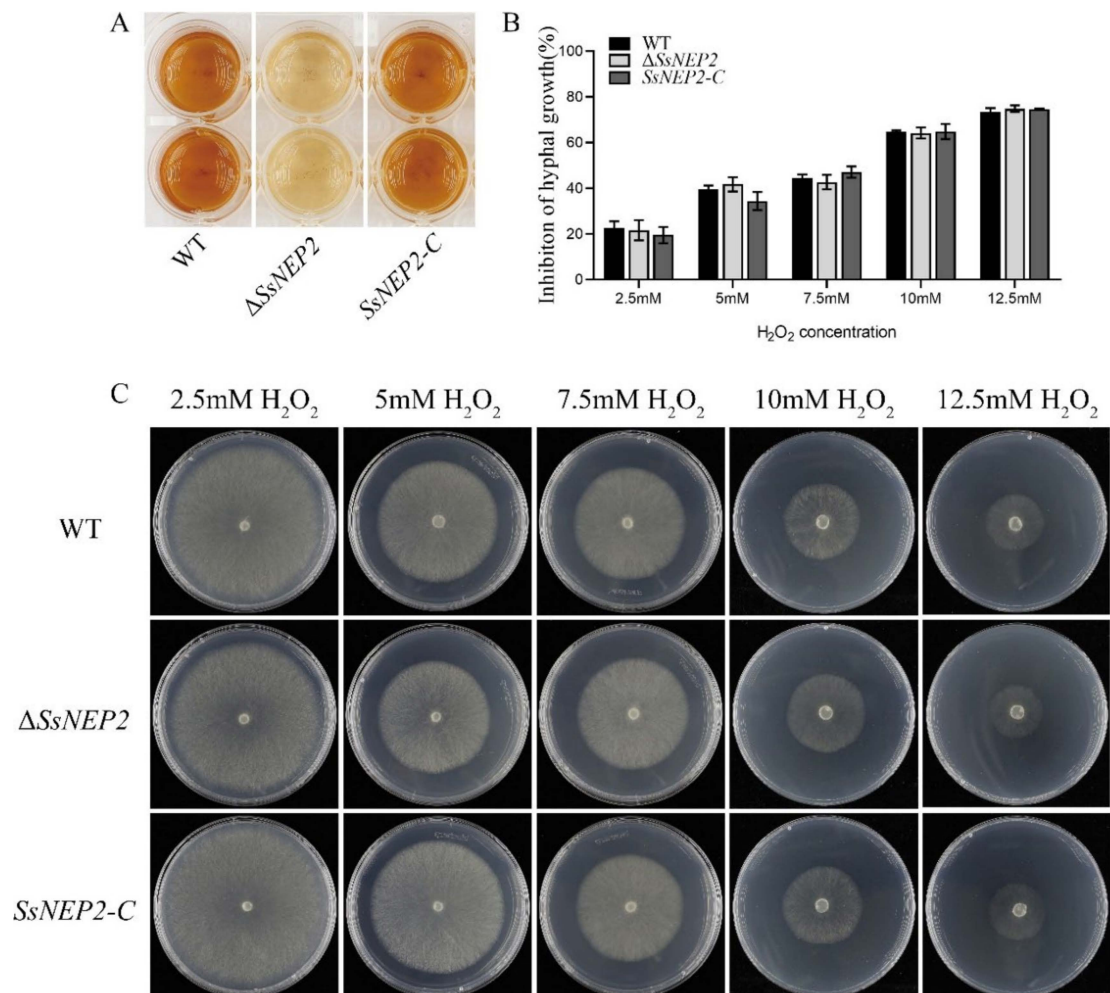 A
WT
ΔSsNEP2
SsNEP2-C
B
Inhibiton of hyphal growth(%)
100
80
60
40
20
0
WT
ΔSsNEP2
SsNEP2-C
2.5mM 5mM 7.5mM 10mM 12.5mM
H₂O₂ concentration
C
2.5mM H₂O₂ 5mM H₂O₂ 7.5mM H₂O₂ 10mM H₂O₂ 12.5mM H₂O₂
WT
ΔSsNEP2
SsNEP2-C